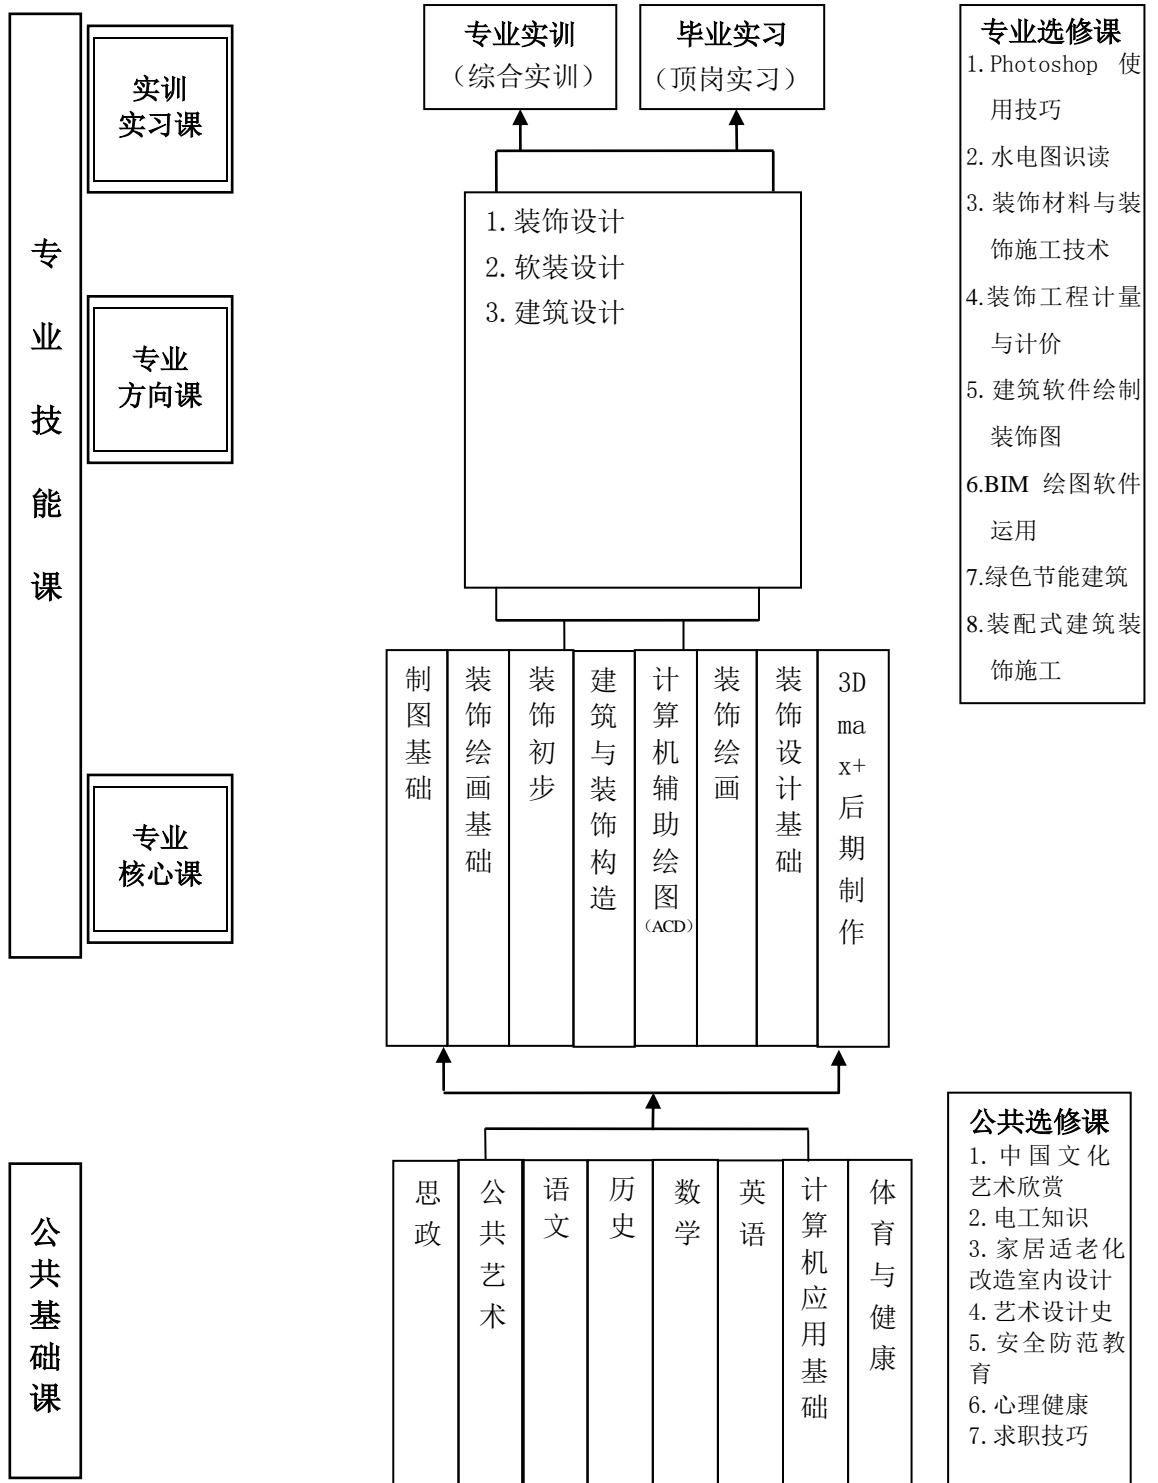 专业技能课
实训
实习课
专业
方向课
专业
核心课
公共基础课
专业实训
（综合实训）
毕业实习
（顶岗实习）
1.装饰设计
2.软装设计
3.建筑设计
制图基础
装饰绘画基础
装饰初步
建筑与装饰构造
计算机辅助绘图
（ACD）
装饰绘画
装饰设计基础
3D
ma
x+
后
期
制
作
思政
公共艺术
语文
历史
数学
英语
计算机应用基础
体育与健康
专业选修课
1.Photoshop 使
用技巧
2.水电图识读
3.装饰材料与装
饰施工技术
4.装饰工程计量
与计价
5.建筑软件绘制
装饰图
6.BIM 绘图软件
运用
7.绿色节能建筑
8.装配式建筑装
饰施工
公共选修课
1.中国文化
艺术欣赏
2.电工知识
3.家居适老化
改造室内设计
4.艺术设计史
5.安全防范教
育
6.心理健康
7.求职技巧